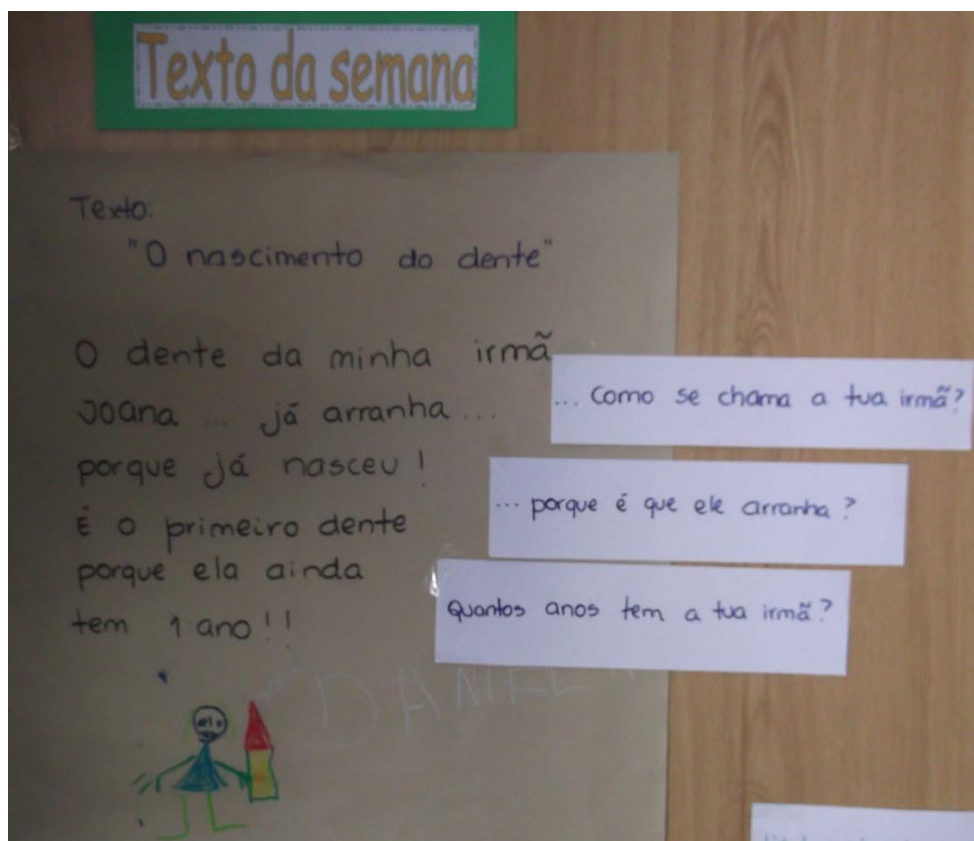 Texto da semana
Texto:
"O nascimento do dente"
O dente da minha irmã
Joana ... já arranha ...
porque já nasceu!
É o primeiro dente
porque ela ainda
tem 1 ano!!
... como se chama a tua irmã?
... porque é que ele arranha?
Quantos anos tem a tua irmã?